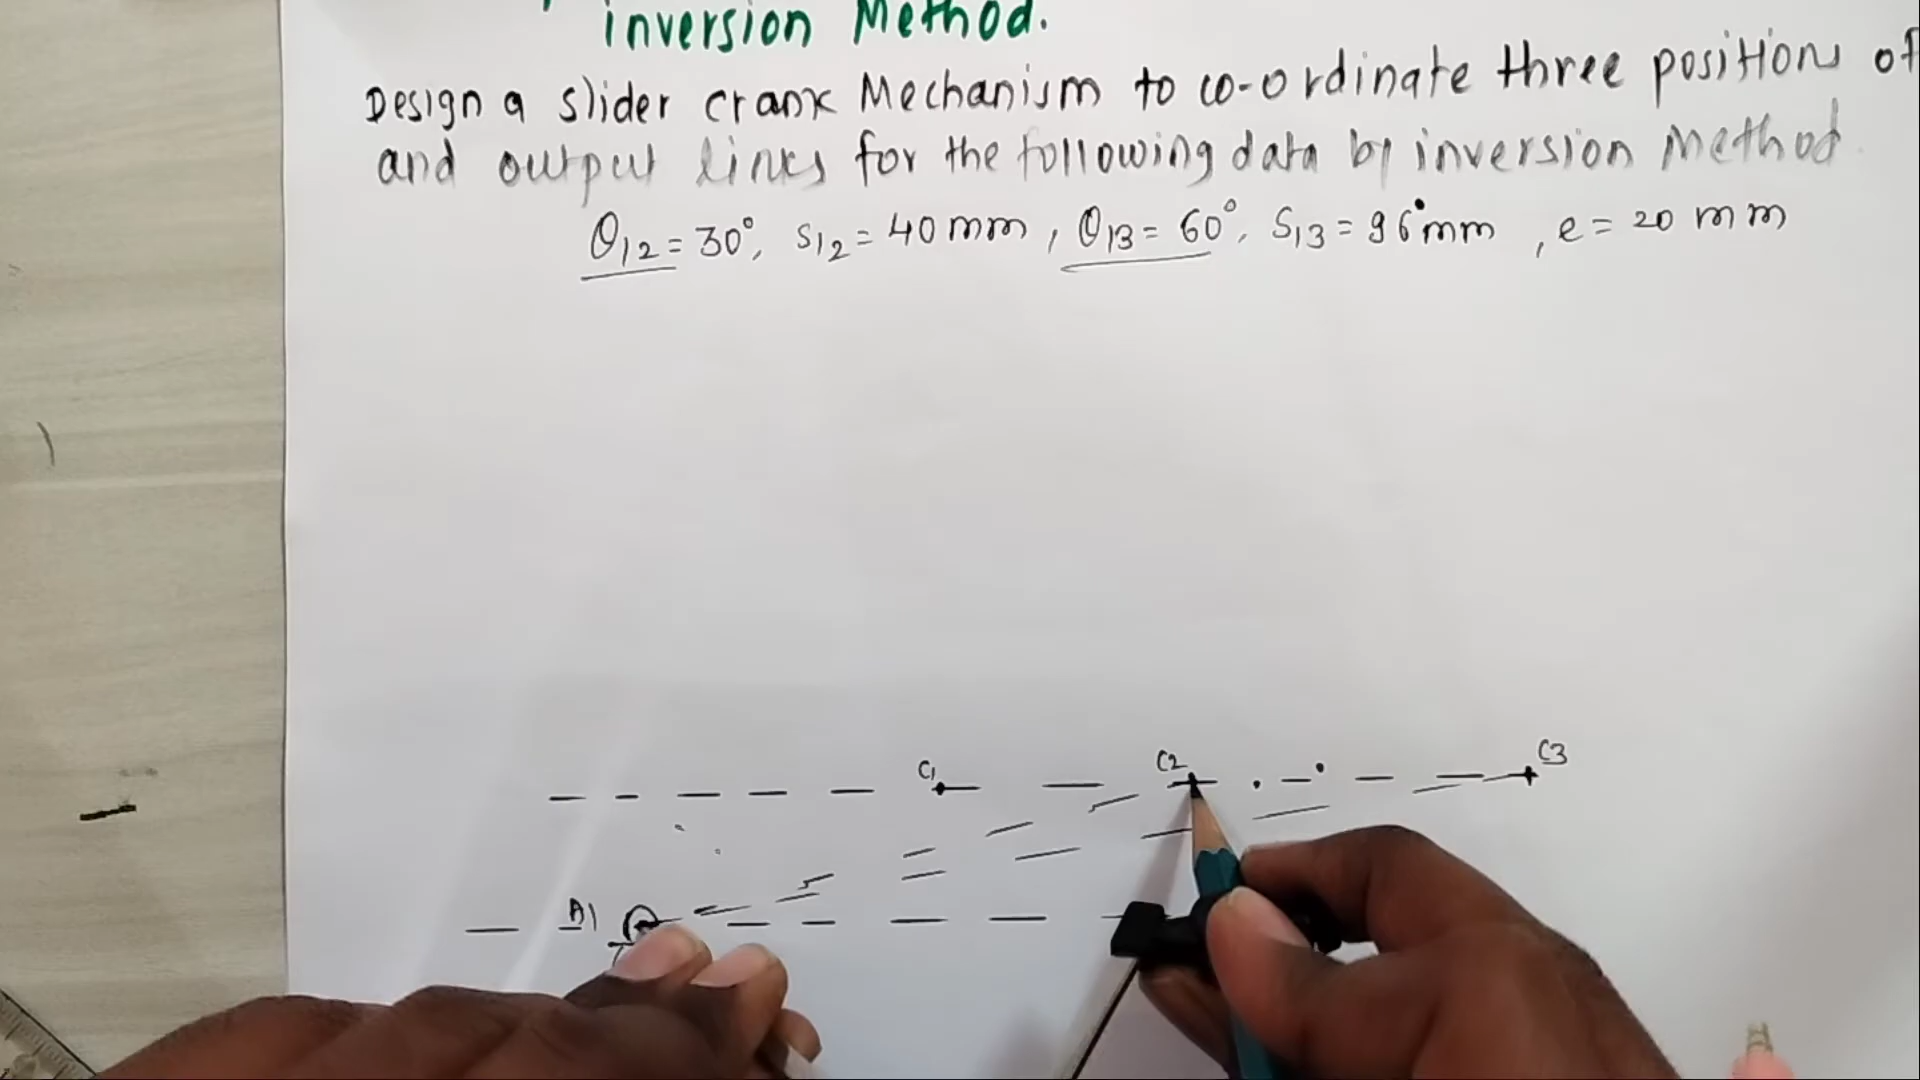 inversion Method.
Design a slider crank Mechanism to co-ordinate three positions of
and output links for the following data by inversion Method.
θ12 = 30°, S12 = 40 mm, θ13 = 60°, S13 = 96 mm, e = 20 mm
C1 C2 C3
A1